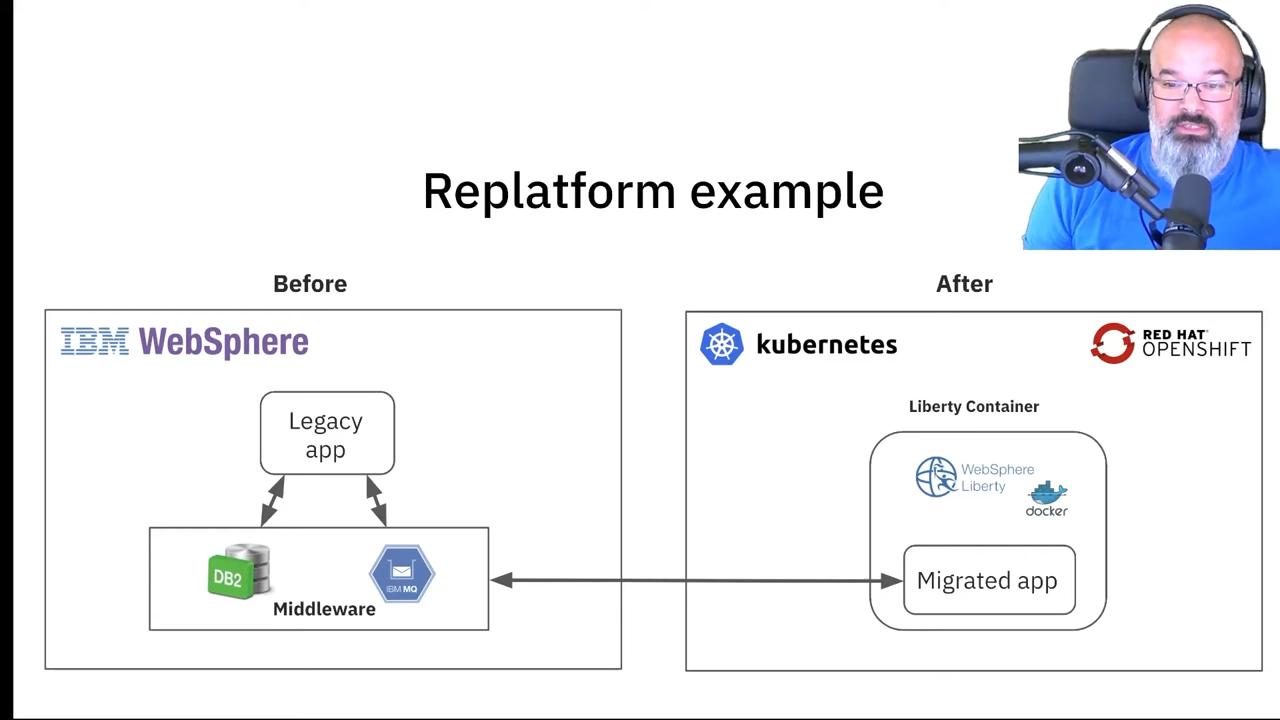 Replatform example
Before
After
IBM WebSphere
kubernetes
RED HAT®
OPENSHIFT
Legacy
app
Liberty Container
WebSphere
Liberty
docker
DB2
IBM MQ
Middleware
Migrated app